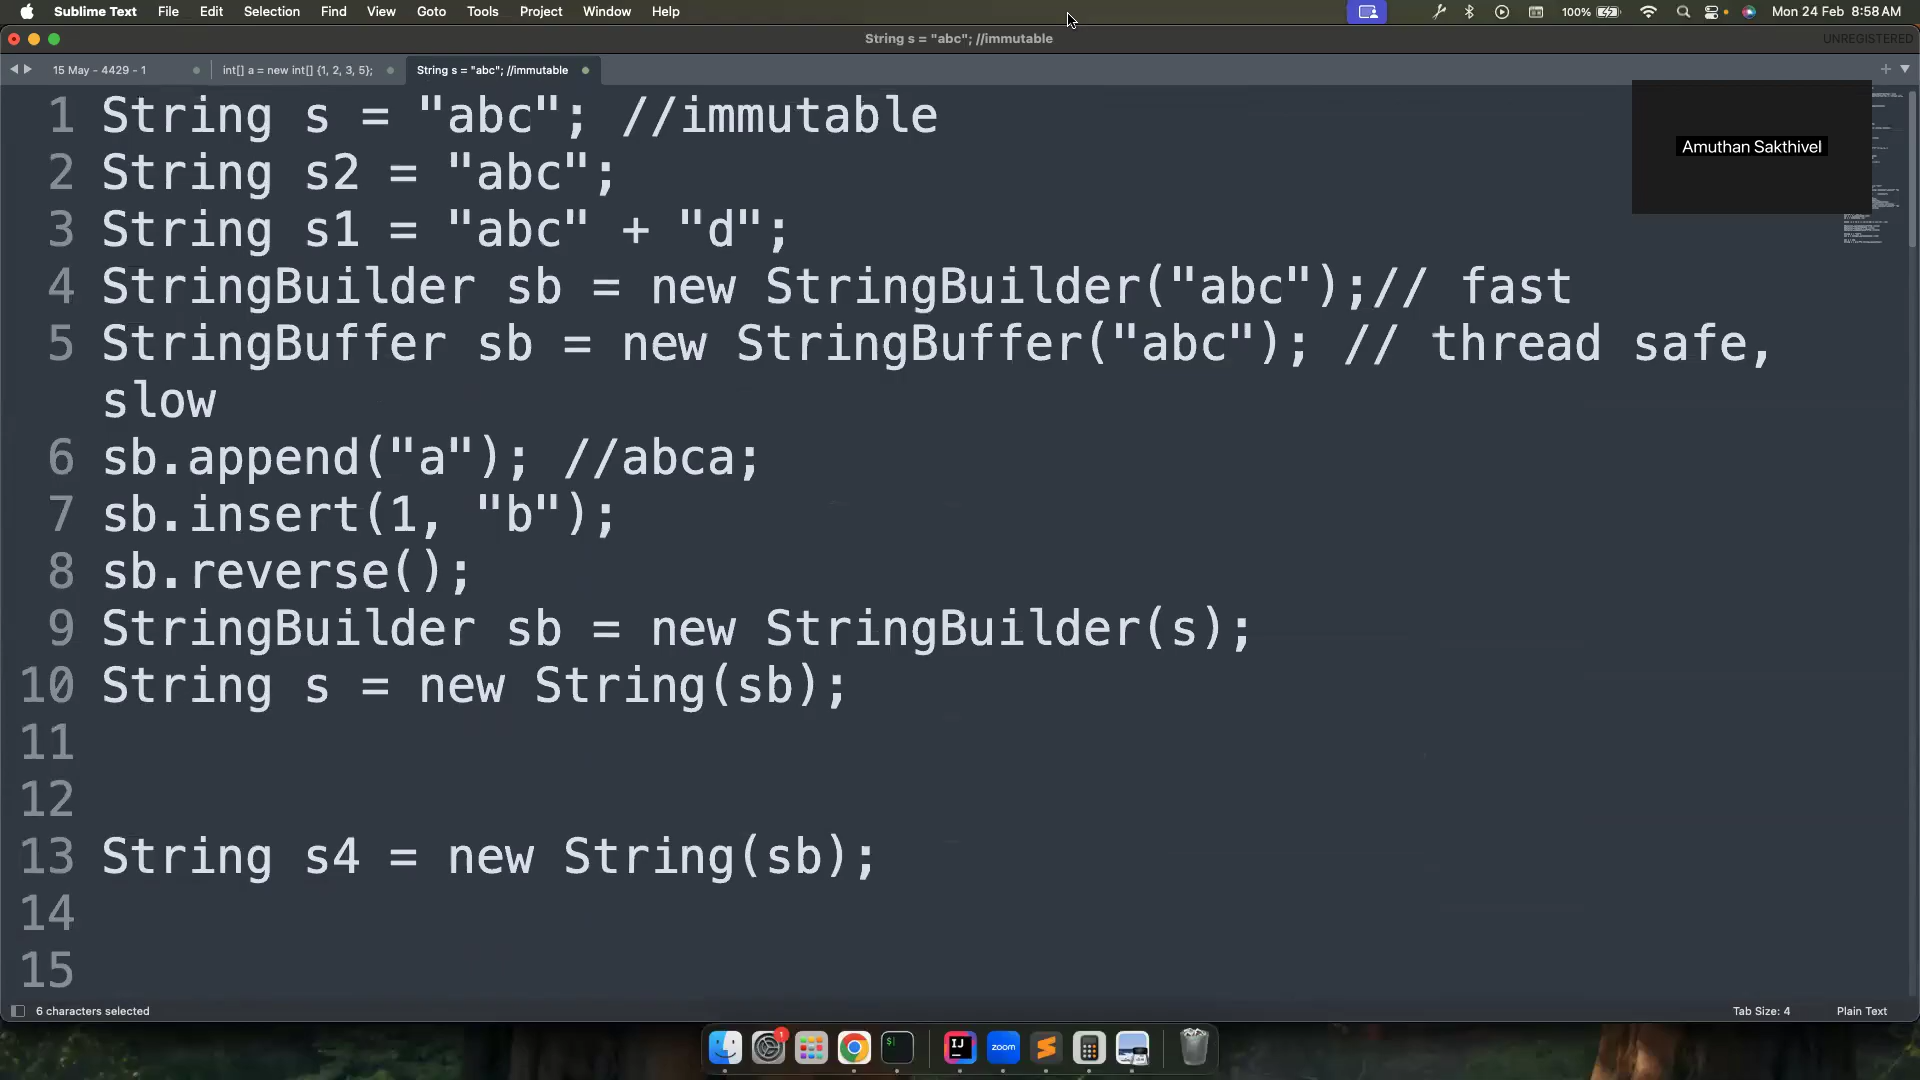 Sublime Text File Edit Selection Find View Goto Tools Project Window Help 100% Mon 24 Feb 8:58 AM
String s = "abc"; //immutable UNREGISTERED
15 May - 4429 - 1 int[] a = new int[] {1, 2, 3, 5}; String s = "abc"; //immutable
1 String s = "abc"; //immutable
Amuthan Sakthivel
2 String s2 = "abc";
3 String s1 = "abc" + "d";
4 StringBuilder sb = new StringBuilder("abc");// fast
5 StringBuffer sb = new StringBuffer("abc"); // thread safe,
slow
6 sb.append("a"); //abca;
7 sb.insert(1, "b");
8 sb.reverse();
9 StringBuilder sb = new StringBuilder(s);
10 String s = new String(sb);
11
12
13 String s4 = new String(sb);
14
15
6 characters selected Tab Size: 4 Plain Text
1
$
IJ
zoom